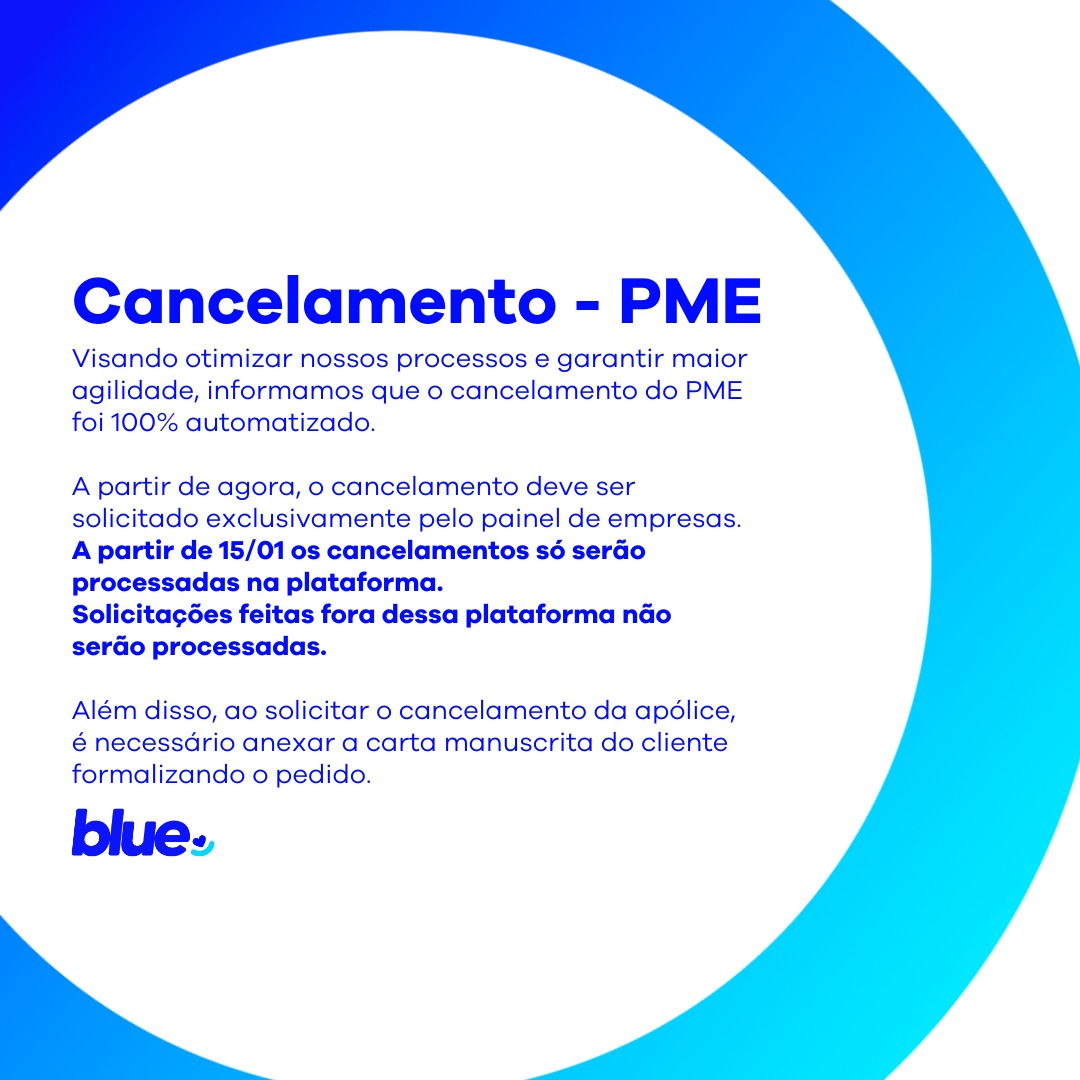 Cancelamento - PME
Visando otimizar nossos processos e garantir maior
agilidade, informamos que o cancelamento do PME
foi 100% automatizado.
A partir de agora, o cancelamento deve ser
solicitado exclusivamente pelo painel de empresas.
A partir de 15/01 os cancelamentos só serão
processadas na plataforma.
Solicitações feitas fora dessa plataforma não
serão processadas.
Além disso, ao solicitar o cancelamento da apólice,
é necessário anexar a carta manuscrita do cliente
formalizando o pedido.
blue